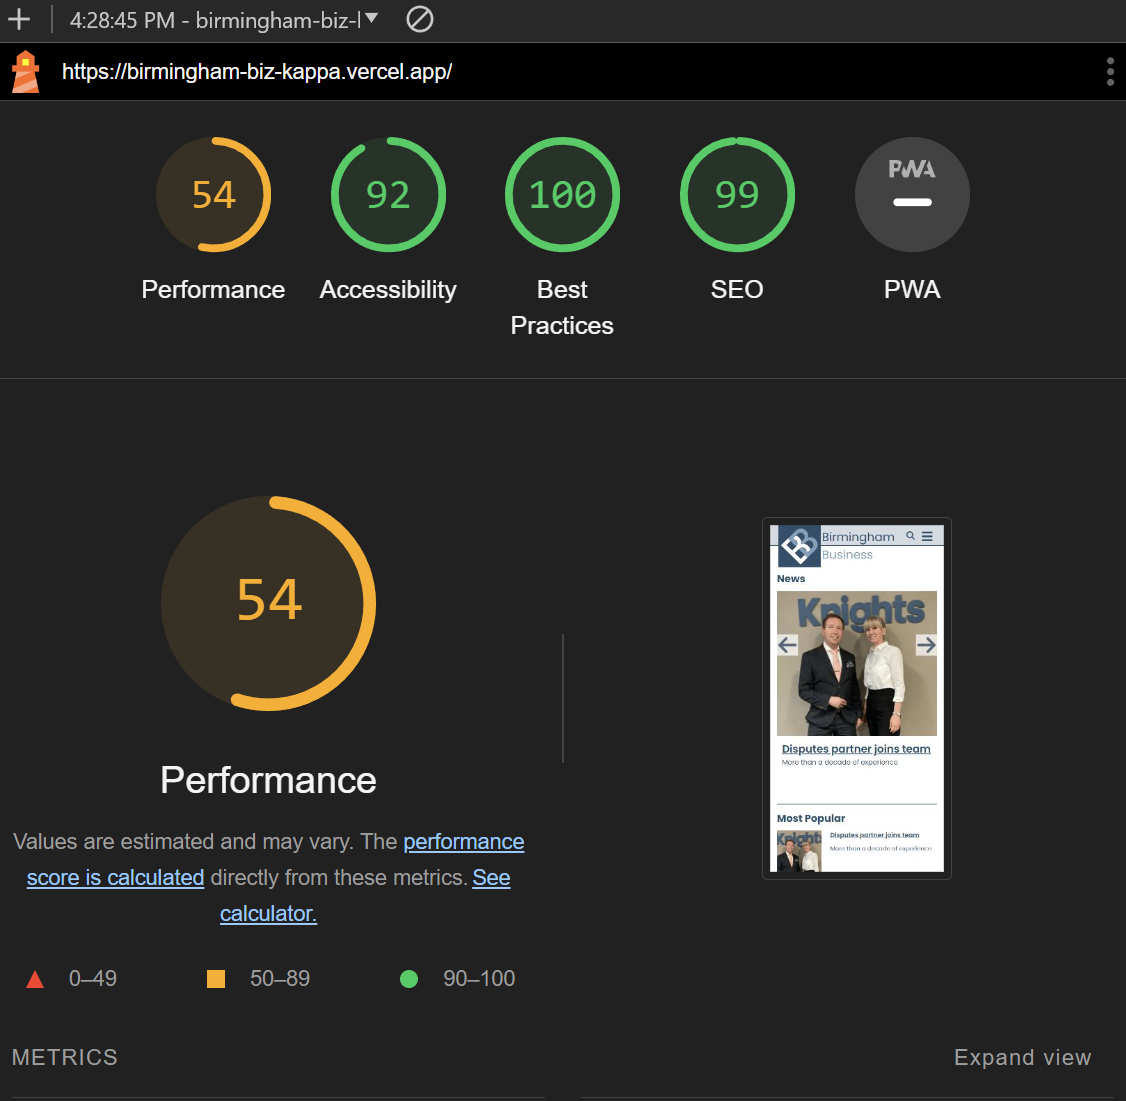 4:28:45 PM - birmingham-biz-l
https://birmingham-biz-kappa.vercel.app/
54
92
100
99
PWA
Performance
Accessibility
Best
Practices
SEO
PWA
54
Performance
Values are estimated and may vary. The performance
score is calculated directly from these metrics. See
calculator.
0–49
50–89
90–100
Birmingham
Business
News
Knights
Disputes partner joins team
More than a decade of experience
Most Popular
Knights
Disputes partner joins team
More than a decade of experience
METRICS
Expand view